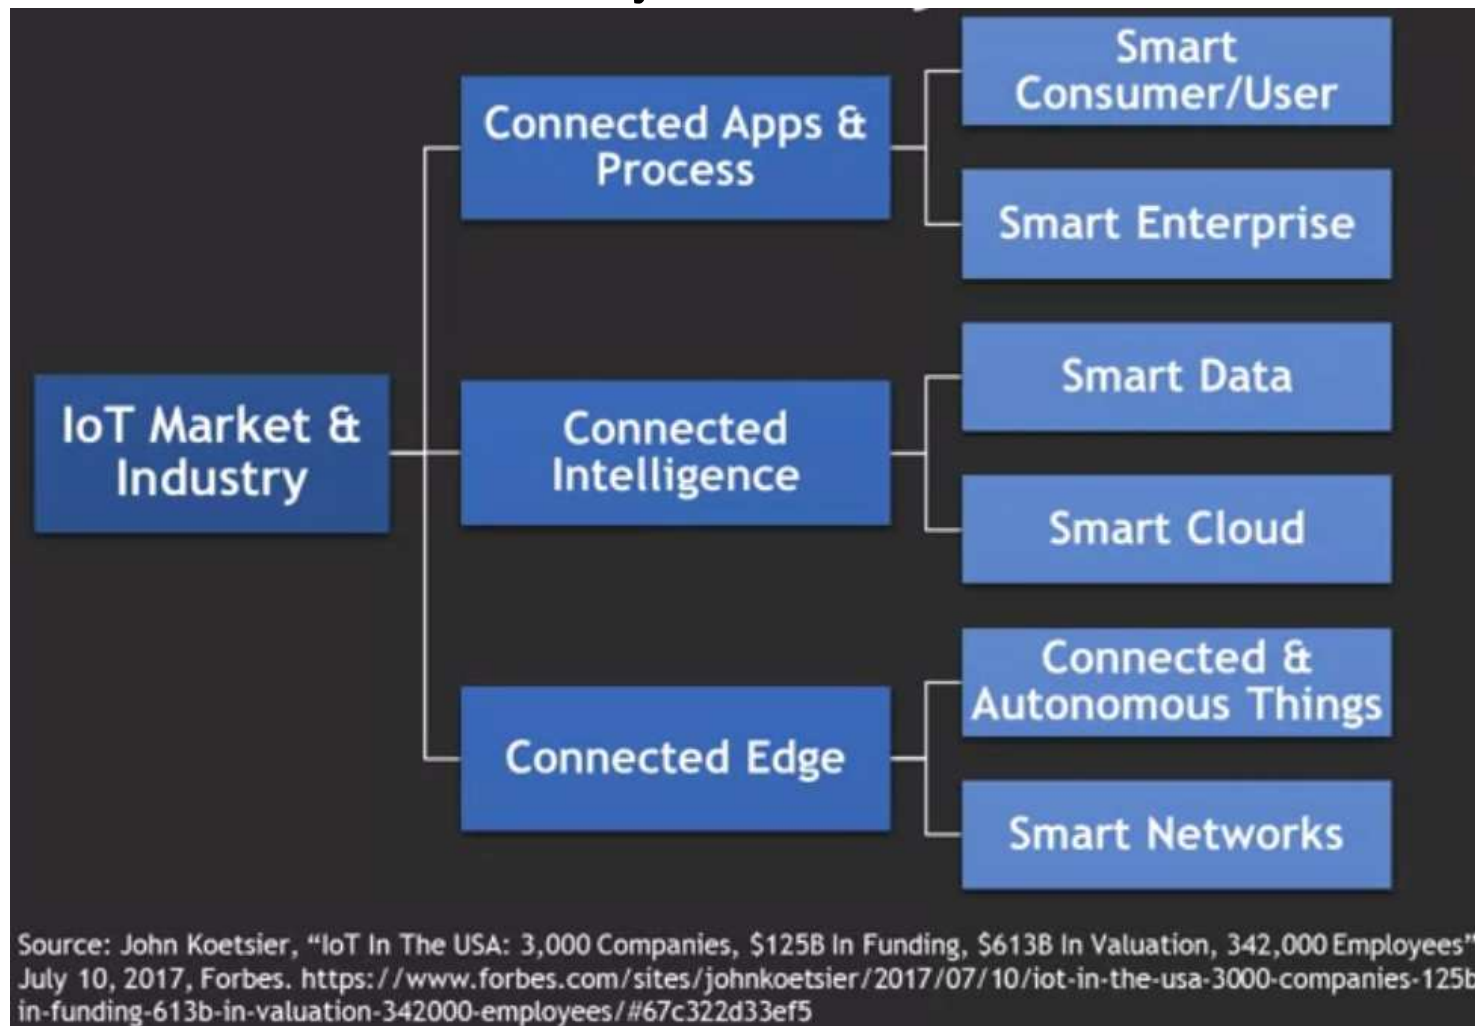 Smart
Consumer/User
Connected Apps &
Process
Smart Enterprise
Smart Data
IoT Market &
Industry
Connected
Intelligence
Smart Cloud
Connected &
Autonomous Things
Connected Edge
Smart Networks
Source: John Koetsier, “IoT In The USA: 3,000 Companies, $125B In Funding, $613B In Valuation, 342,000 Employees”
July 10, 2017, Forbes. https://www.forbes.com/sites/johnkoetsier/2017/07/10/iot-in-the-usa-3000-companies-125b
in-funding-613b-in-valuation-342000-employees/#67c322d33ef5